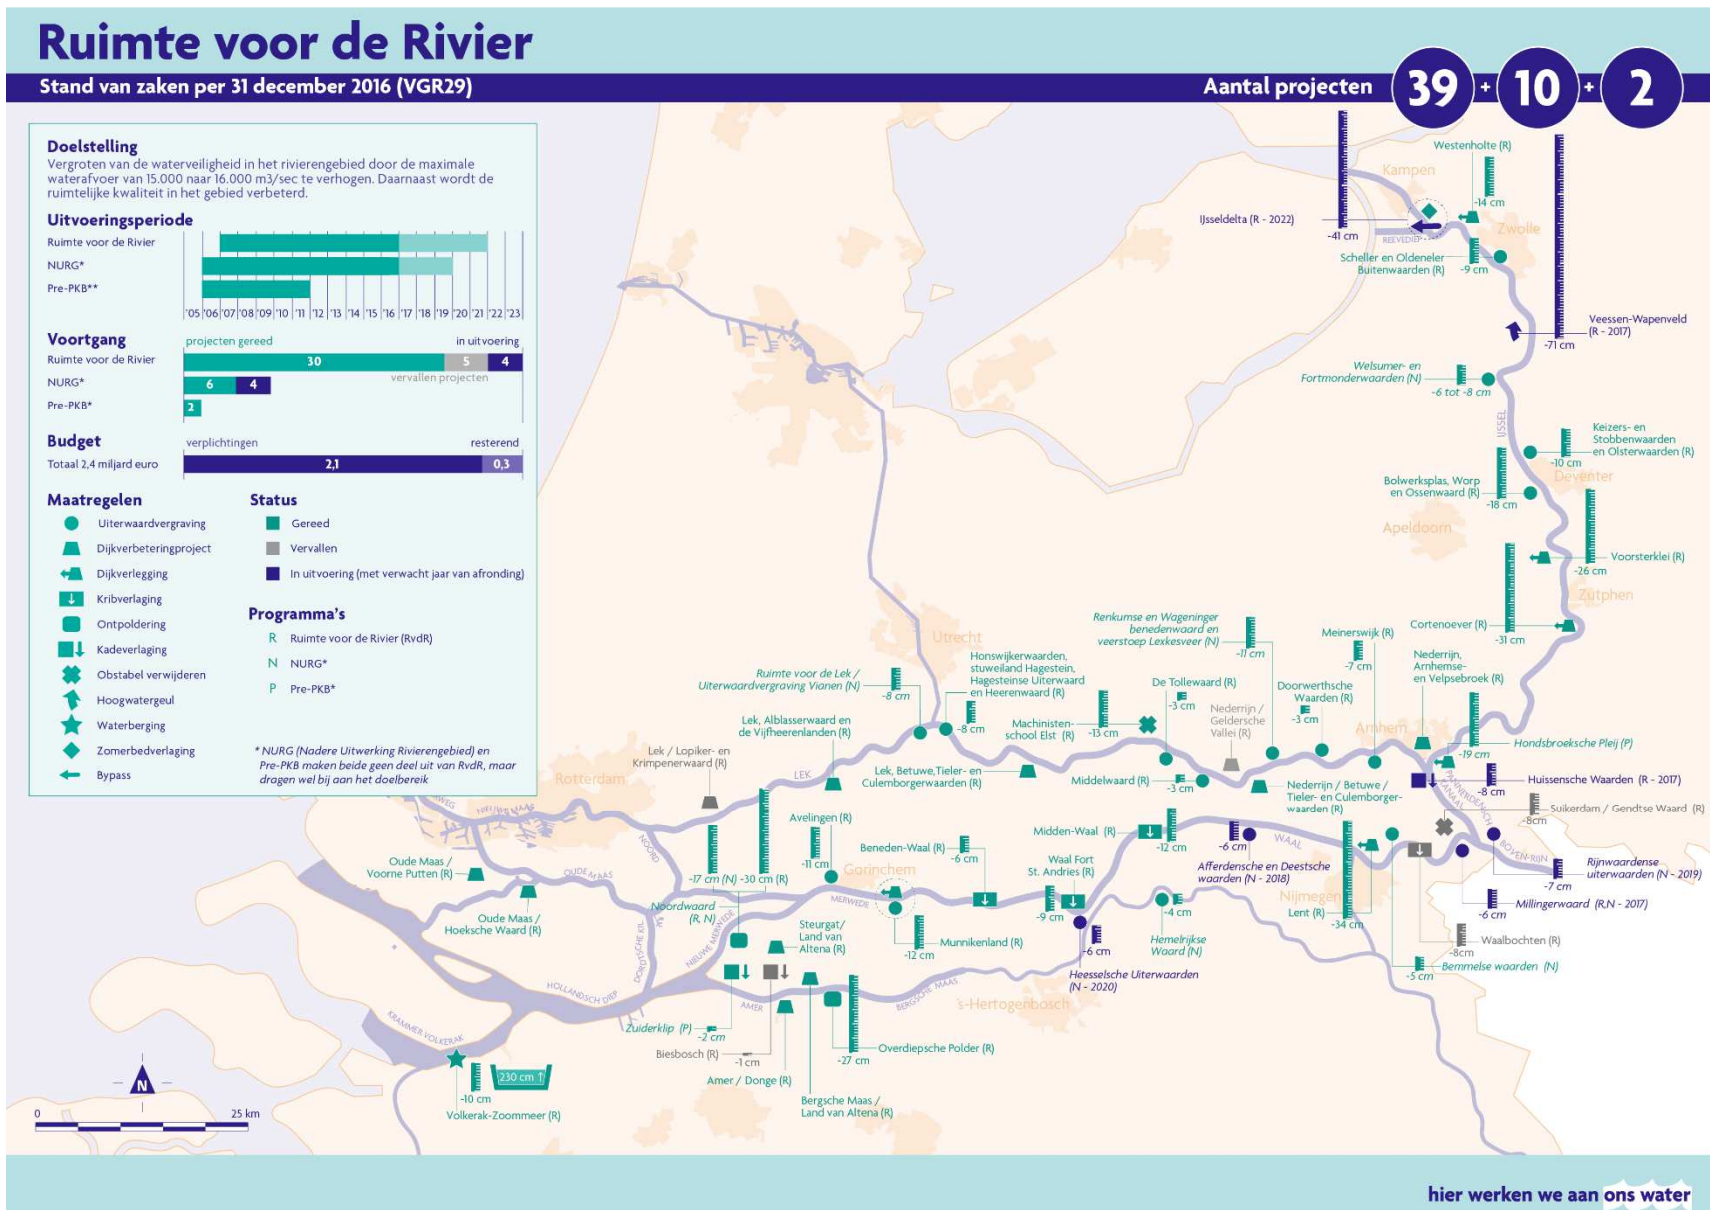 Ruimte voor de Rivier
Stand van zaken per 31 december 2016 (VGR29)
Aantal projecten
39 + 10 + 2
Doelstelling
Vergroten van de waterveiligheid in het rivierengebied door de maximale
waterafvoer van 15.000 naar 16.000 m3/sec te verhogen. Daarnaast wordt de
ruimtelijke kwaliteit in het gebied verbeterd.
Uitvoeringsperiode
Ruimte voor de Rivier
NURG*
Pre-PKB**
'05 '06 '07 '08 '09 '10 '11 '12 '13 '14 '15 '16 '17 '18 '19 '20 '21 '22 '23
Voortgang
projecten gereed
in uitvoering
Ruimte voor de Rivier
30 5 4
vervallen projecten
NURG*
6 4
Pre-PKB*
2
Budget
verplichtingen
resterend
Totaal 2,4 miljard euro
2,1 0,3
Maatregelen
Uiterwaardvergraving
Dijkverbeteringproject
Dijkverlegging
Kribverlaging
Ontpoldering
Kadeverlaging
Obstabel verwijderen
Hoogwatergeul
Waterberging
Zomerbedverlaging
Bypass
Status
Gereed
Vervallen
In uitvoering (met verwacht jaar van afronding)
Programma's
R Ruimte voor de Rivier (RvdR)
N NURG*
P Pre-PKB*
* NURG (Nadere Uitwerking Rivierengebied) en
Pre-PKB maken beide geen deel uit van RvdR, maar
dragen wel bij aan het doelbereik
Westenholte (R)
-14 cm
Kampen
IJsseldelta (R - 2022)
-41 cm
REEVEDIEP
Zwolle
Scheller en Oldeneler
Buitenwaarden (R)
-9 cm
Veessen-Wapenveld
(R - 2017)
-71 cm
Welsumer- en
Fortmonderwaarden (N)
-6 tot -8 cm
IJSSEL
Keizers- en
Stobbenwaarden
en Olsterwaarden (R)
-10 cm
Deventer
Bolwerksplas, Worp
en Ossenwaard (R)
-18 cm
Apeldoorn
Voorsterklei (R)
-26 cm
Zutphen
Cortenoever (R)
-31 cm
Utrecht
Renkumse en Wageninger
benedenwaard en
veerstoep Lexkesveer (N)
-11 cm
Meinerswijk (R)
-7 cm
Nederrijn,
Arnhemse-
en Velpsebroek (R)
Ruimte voor de Lek /
Uiterwaardvergraving Vianen (N)
-8 cm
Honswijkerwaarden,
stuweiland Hagestein,
Hagesteinse Uiterwaard
en Heerenwaard (R)
-8 cm
De Tollewaard (R)
-3 cm
Doorwerthsche
Waarden (R)
-3 cm
Machinisten-
school Elst (R)
-13 cm
Nederrijn /
Geldersche
Vallei (R)
Arnhem
-19 cm
Hondsbroeksche Pleij (P)
Lek, Alblasserwaard en
de Vijfheerenlanden (R)
Lek / Lopiker- en
Krimpenerwaard (R)
LEK
Rotterdam
NIEUWE MAAS
Lek, Betuwe,Tieler- en
Culemborgerwaarden (R)
Middelwaard (R)
-3 cm
Nederrijn / Betuwe /
Tieler- en Culemborger-
waarden (R)
Huissensche Waarden (R - 2017)
-8 cm
PANNERDENSCH
KANAAL
Suikerdam / Gendtse Waard (R)
-8cm
Avelingen (R)
-11 cm
-17 cm (N) -30 cm (R)
Noordwaard
(R, N)
NOORD
Oude Maas /
Voorne Putten (R)
OUDE MAAS
Oude Maas /
Hoeksche Waard (R)
Gorinchem
MERWEDE
Beneden-Waal (R)
-6 cm
Midden-Waal (R)
-12 cm
Waal Fort
St. Andries (R)
-9 cm
-6 cm
Afferdensche en Deestsche
waarden (N - 2018)
WAAL
Nijmegen
Lent (R)
-34 cm
BOVEN-RIJN
Rijnwaardense
uiterwaarden (N - 2019)
-7 cm
Millingerwaard (R,N - 2017)
-6 cm
Waalbochten (R)
-8cm
Bemmelse waarden (N)
-5 cm
Hemelrijkse
Waard (N)
-4 cm
-6 cm
Heesselsche Uiterwaarden
(N - 2020)
Munnikenland (R)
-12 cm
Steurgat/
Land van
Altena (R)
NIEUWE MERWEDE
DORDTSCHE KIL
HOLLANDSCH DIEP
AMER
BERGSCHE MAAS
's-Hertogenbosch
KRAMMER VOLKERAK
Zuiderklip (P)
-2 cm
Biesbosch (R)
-1 cm
Amer / Donge (R)
Bergsche Maas /
Land van Altena (R)
Overdiepsche Polder (R)
-27 cm
230 cm ↑
-10 cm
Volkerak-Zoommeer (R)
N
0 25 km
hier werken we aan ons water